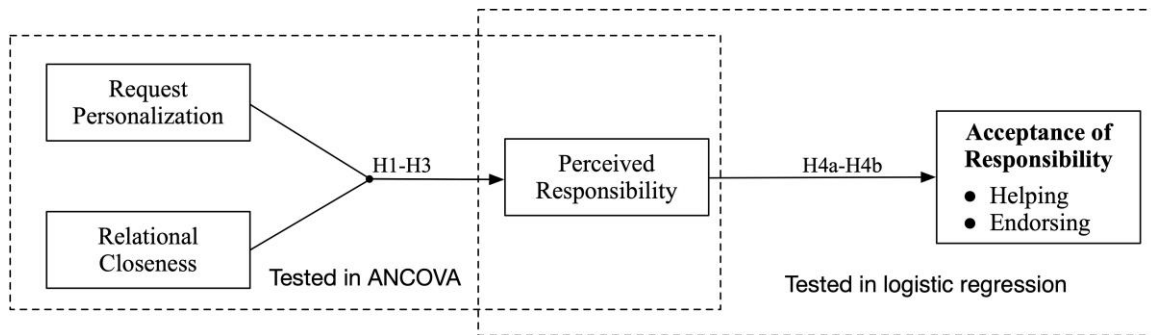 Request
Personalization
Relational
Closeness
H1-H3
Tested in ANCOVA
Perceived
Responsibility
H4a-H4b
Acceptance of
Responsibility
● Helping
● Endorsing
Tested in logistic regression